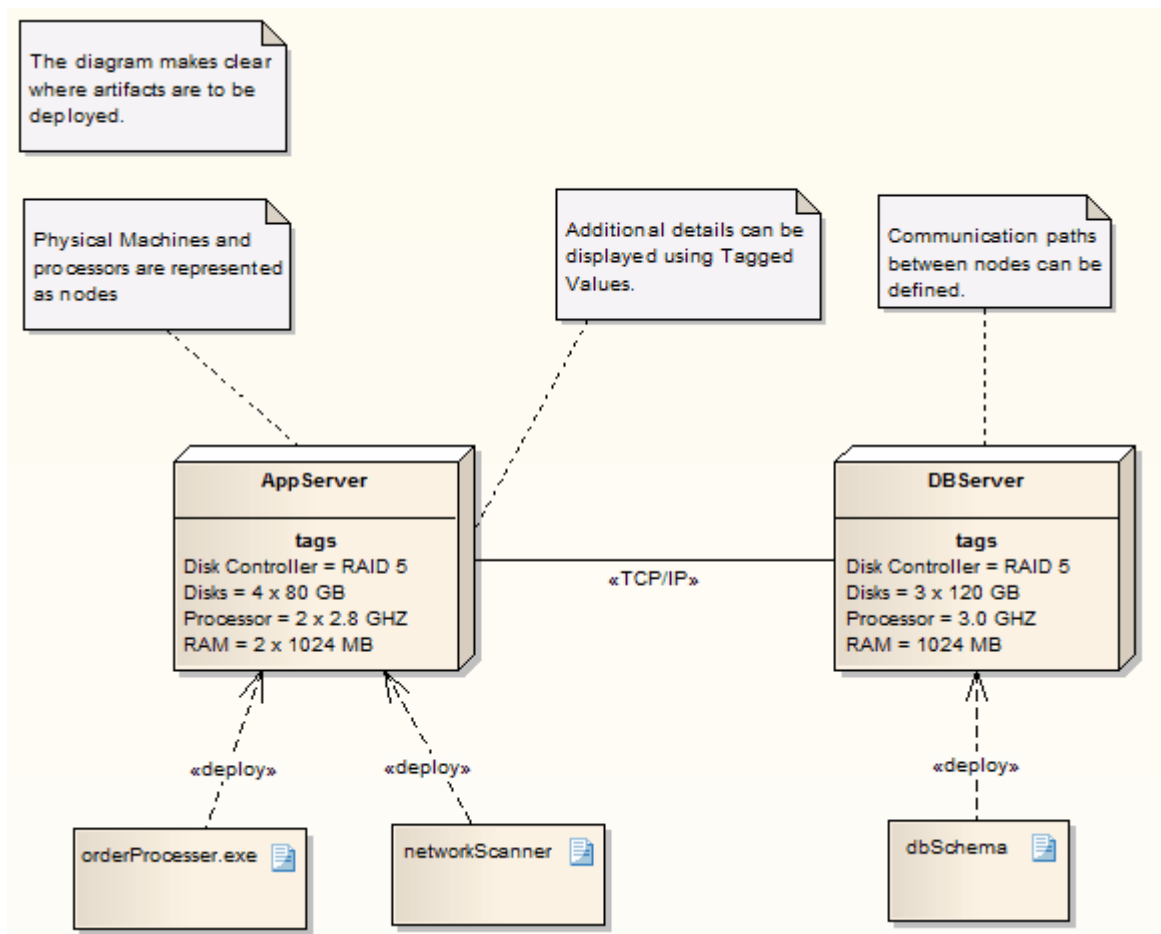 The diagram makes clear
where artifacts are to be
deployed.
Physical Machines and
processors are represented
as nodes
Additional details can be
displayed using Tagged
Values.
Communication paths
between nodes can be
defined.
AppServer
tags
Disk Controller = RAID 5
Disks = 4 x 80 GB
Processor = 2 x 2.8 GHZ
RAM = 2 x 1024 MB
«TCP/IP»
DBServer
tags
Disk Controller = RAID 5
Disks = 3 x 120 GB
Processor = 3.0 GHZ
RAM = 1024 MB
«deploy»
«deploy»
«deploy»
orderProcesser.exe
networkScanner
dbSchema